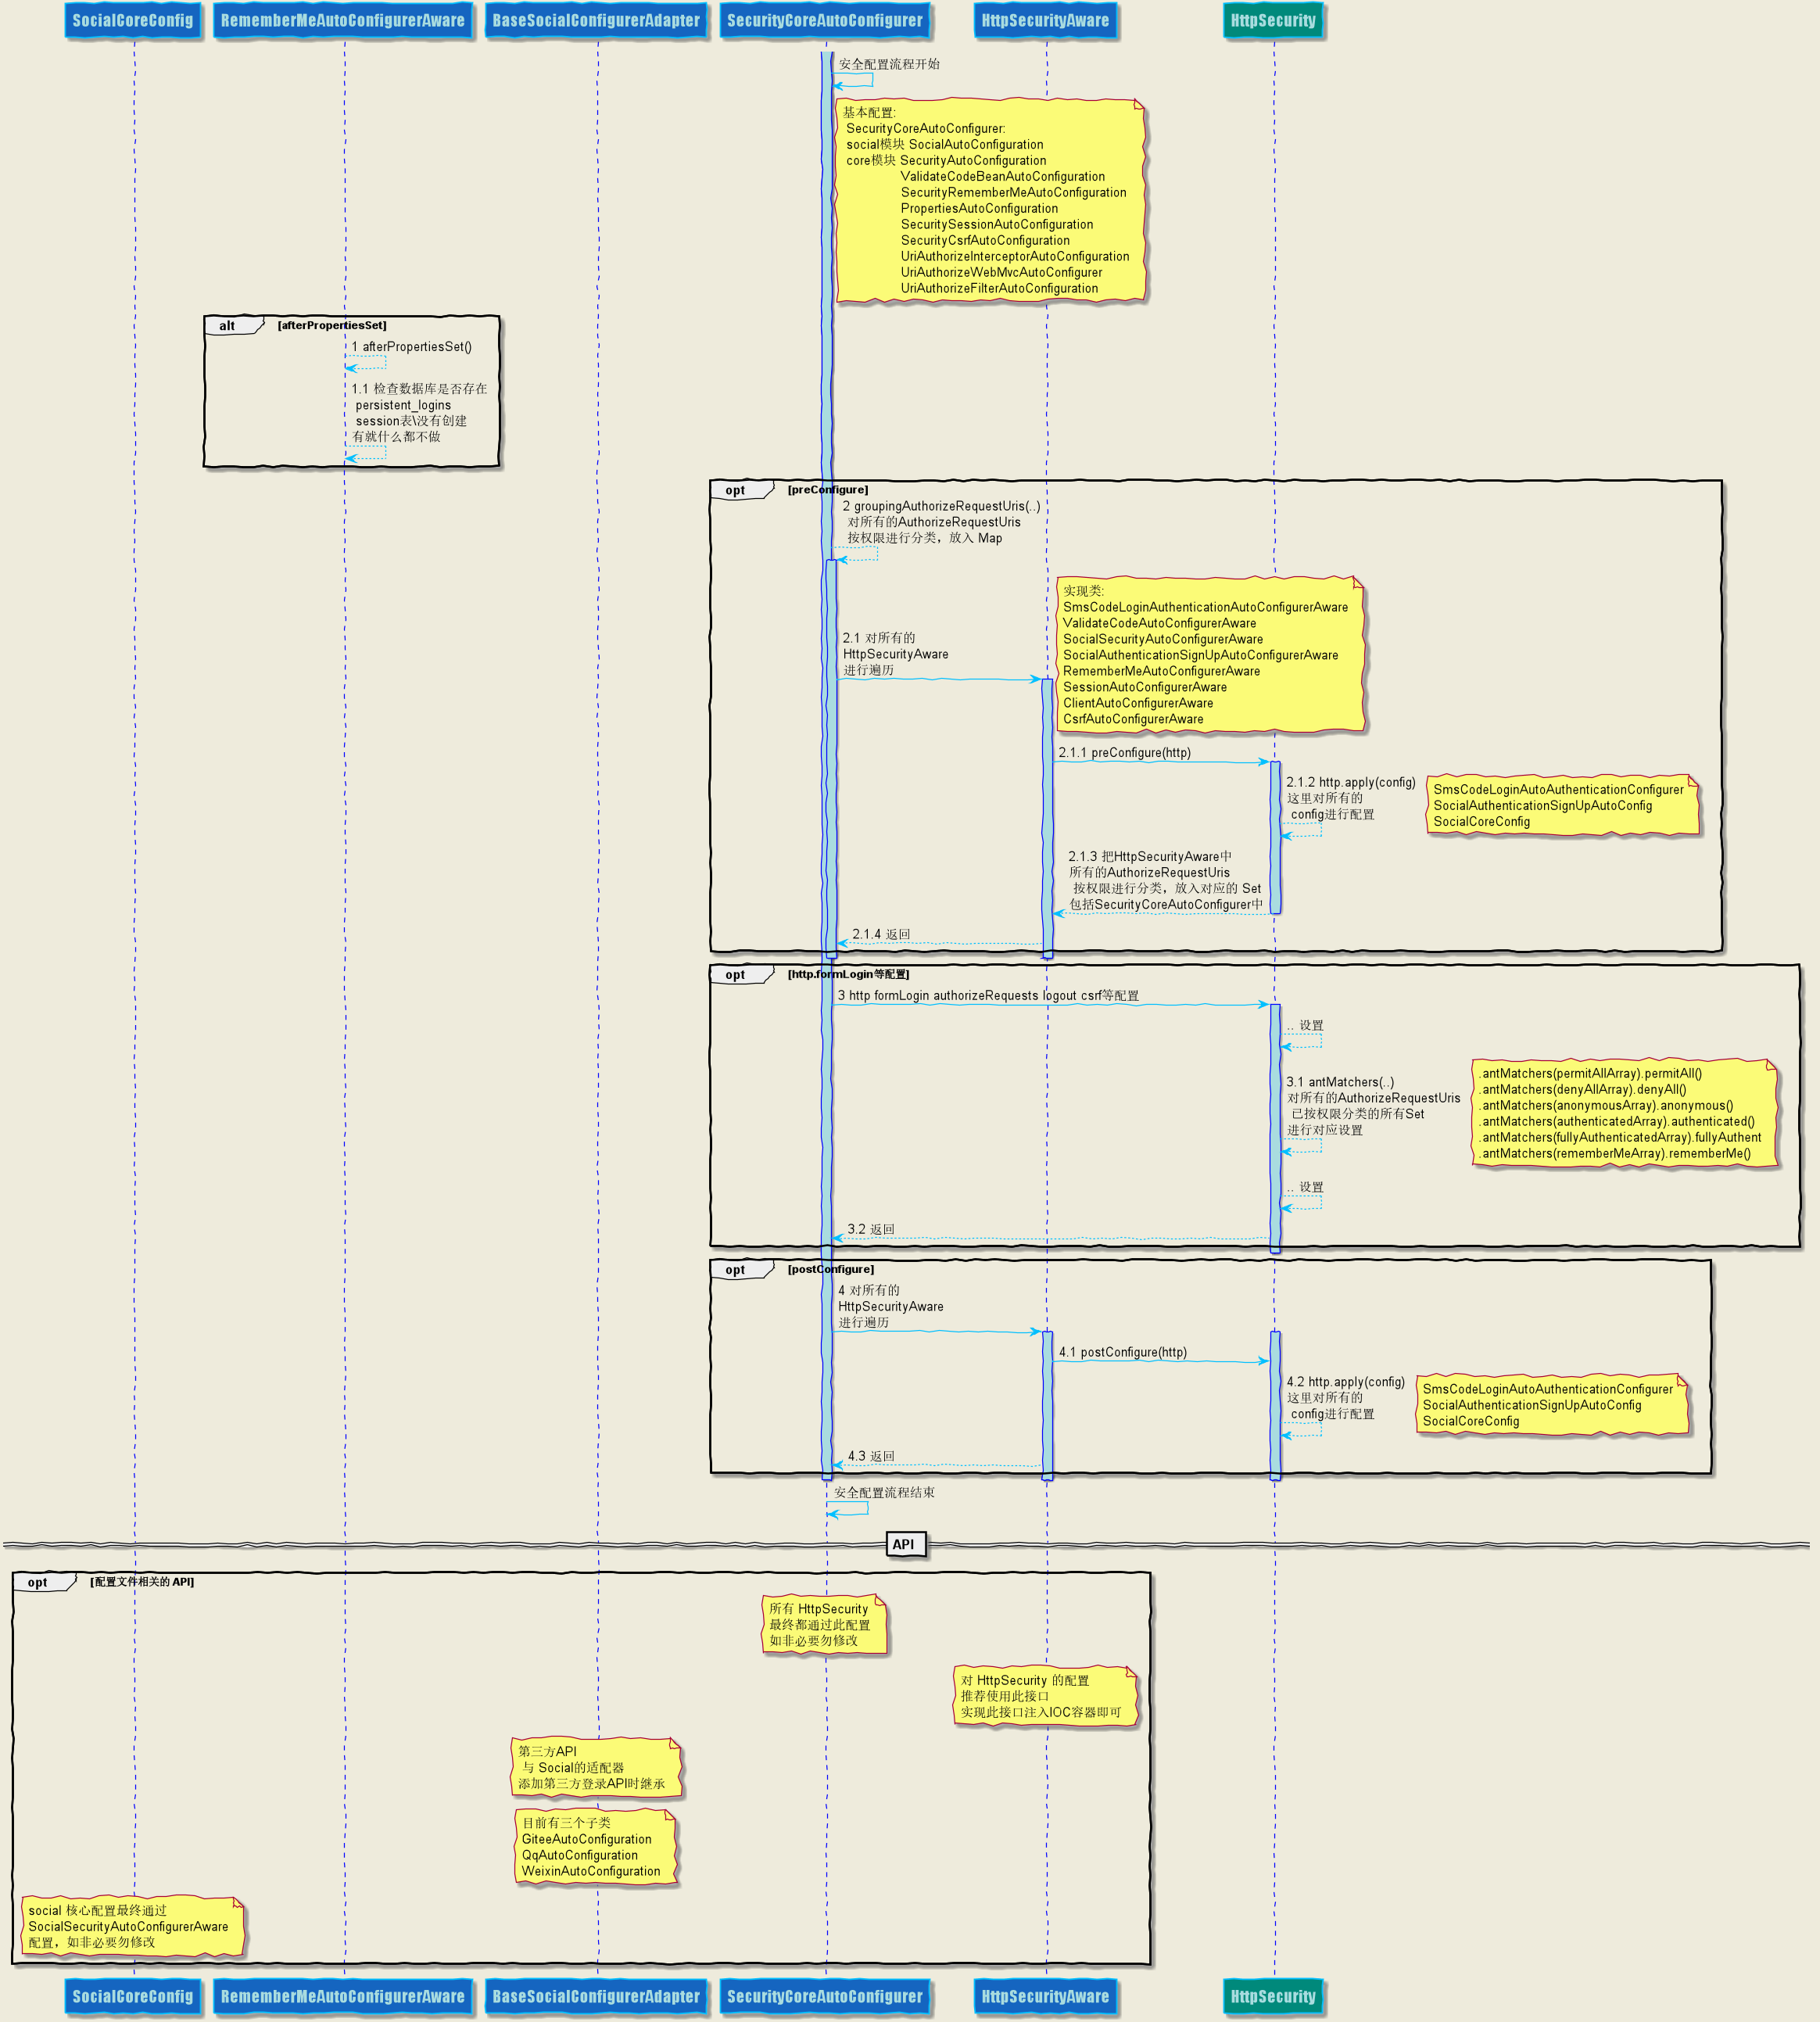 SocialCoreConfig
RememberMeAutoConfigurerAware
BaseSocialConfigurerAdapter
SecurityCoreAutoConfigurer
HttpSecurityAware
HttpSecurity
安全配置流程开始
基本配置:
SecurityCoreAutoConfigurer:
social模块 SocialAutoConfiguration
core模块 SecurityAutoConfiguration
ValidateCodeBeanAutoConfiguration
SecurityRememberMeAutoConfiguration
PropertiesAutoConfiguration
SecuritySessionAutoConfiguration
SecurityCsrfAutoConfiguration
UriAuthorizeInterceptorAutoConfiguration
UriAuthorizeWebMvcAutoConfigurer
UriAuthorizeFilterAutoConfiguration
alt [afterPropertiesSet]
1 afterPropertiesSet()
1.1 检查数据库是否存在
persistent_logins
session表\没有创建
有就什么都不做
opt [preConfigure]
2 groupingAuthorizeRequestUris(..)
对所有的AuthorizeRequestUris
按权限进行分类，放入 Map
实现类:
SmsCodeLoginAuthenticationAutoConfigurerAware
ValidateCodeAutoConfigurerAware
SocialSecurityAutoConfigurerAware
SocialAuthenticationSignUpAutoConfigurerAware
RememberMeAutoConfigurerAware
SessionAutoConfigurerAware
ClientAutoConfigurerAware
CsrfAutoConfigurerAware
2.1 对所有的
HttpSecurityAware
进行遍历
2.1.1 preConfigure(http)
2.1.2 http.apply(config)
这里对所有的
config进行配置
SmsCodeLoginAutoAuthenticationConfigurer
SocialAuthenticationSignUpAutoConfig
SocialCoreConfig
2.1.3 把HttpSecurityAware中
所有的AuthorizeRequestUris
按权限进行分类，放入对应的 Set
包括SecurityCoreAutoConfigurer中
2.1.4 返回
opt [http.formLogin等配置]
3 http formLogin authorizeRequests logout csrf等配置
.. 设置
3.1 antMatchers(..)
对所有的AuthorizeRequestUris
已按权限分类的所有Set
进行对应设置
.antMatchers(permitAllArray).permitAll()
.antMatchers(denyAllArray).denyAll()
.antMatchers(anonymousArray).anonymous()
.antMatchers(authenticatedArray).authenticated()
.antMatchers(fullyAuthenticatedArray).fullyAuthent
.antMatchers(rememberMeArray).rememberMe()
.. 设置
3.2 返回
opt [postConfigure]
4 对所有的
HttpSecurityAware
进行遍历
4.1 postConfigure(http)
4.2 http.apply(config)
这里对所有的
config进行配置
SmsCodeLoginAutoAuthenticationConfigurer
SocialAuthenticationSignUpAutoConfig
SocialCoreConfig
4.3 返回
安全配置流程结束
API
opt [配置文件相关的 API]
所有 HttpSecurity
最终都通过此配置
如非必要勿修改
对 HttpSecurity 的配置
推荐使用此接口
实现此接口注入IOC容器即可
第三方API
与 Social的适配器
添加第三方登录API时继承
目前有三个子类
GiteeAutoConfiguration
QqAutoConfiguration
WeixinAutoConfiguration
social 核心配置最终通过
SocialSecurityAutoConfigurerAware
配置，如非必要勿修改
SocialCoreConfig
RememberMeAutoConfigurerAware
BaseSocialConfigurerAdapter
SecurityCoreAutoConfigurer
HttpSecurityAware
HttpSecurity